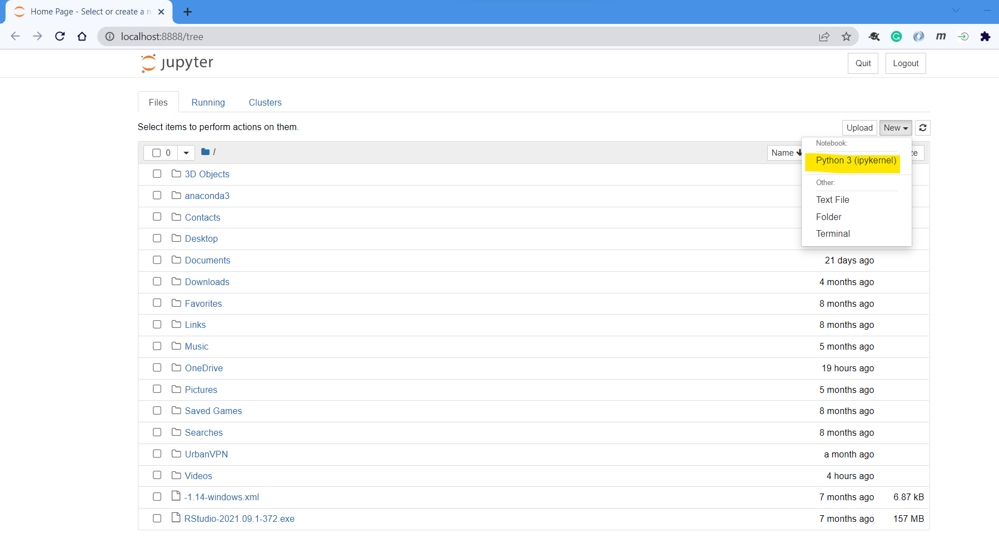 Home Page - Select or create a n
localhost:8888/tree
jupyter
Quit
Logout
Files
Running
Clusters
Select items to perform actions on them.
Upload
New
0
/
Name
ze
Notebook:
Python 3 (ipykernel)
Other:
Text File
Folder
Terminal
3D Objects
anaconda3
Contacts
Desktop
Documents 21 days ago
Downloads 4 months ago
Favorites 8 months ago
Links 8 months ago
Music 5 months ago
OneDrive 19 hours ago
Pictures 5 months ago
Saved Games 8 months ago
Searches 8 months ago
UrbanVPN a month ago
Videos 4 hours ago
-1.14-windows.xml 7 months ago 6.87 kB
RStudio-2021.09.1-372.exe 7 months ago 157 MB